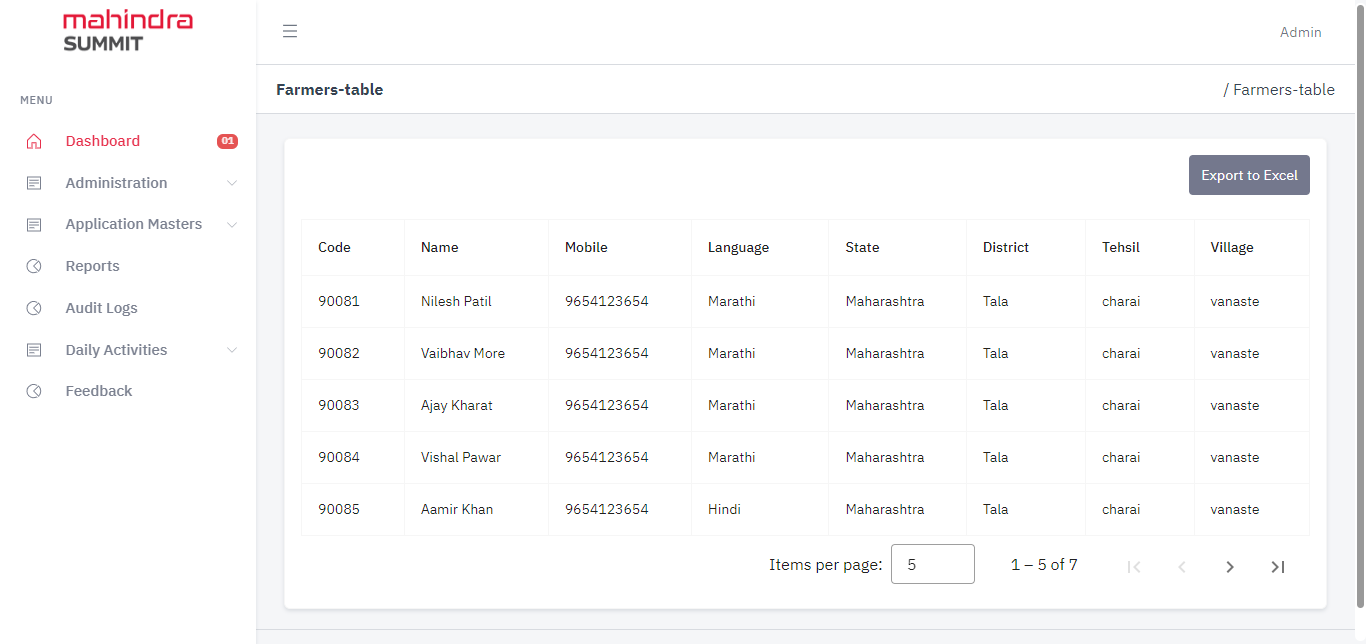 mahindra
SUMMIT
Admin
MENU
Farmers-table
/ Farmers-table
Dashboard 01
Administration
Application Masters
Reports
Audit Logs
Daily Activities
Feedback
Export to Excel
Code Name Mobile Language State District Tehsil Village
90081 Nilesh Patil 9654123654 Marathi Maharashtra Tala charai vanaste
90082 Vaibhav More 9654123654 Marathi Maharashtra Tala charai vanaste
90083 Ajay Kharat 9654123654 Marathi Maharashtra Tala charai vanaste
90084 Vishal Pawar 9654123654 Marathi Maharashtra Tala charai vanaste
90085 Aamir Khan 9654123654 Hindi Maharashtra Tala charai vanaste
Items per page: 5 1 – 5 of 7